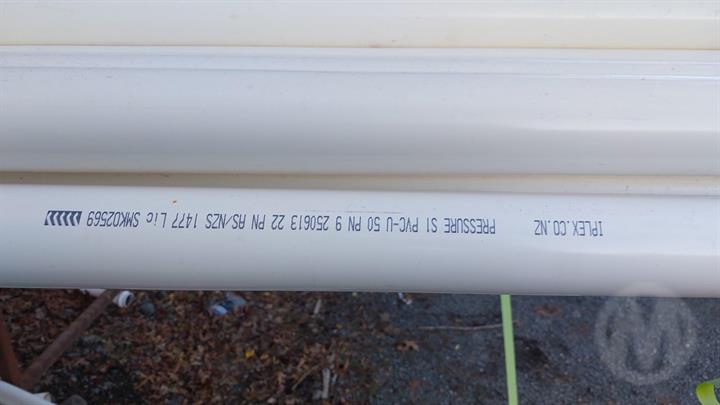 IPLEX.CO.NZ PRESSURE S1 PVC-U 50 PN 9 250613 22 PN AS/NZS 1477 Lic SMK02569
M